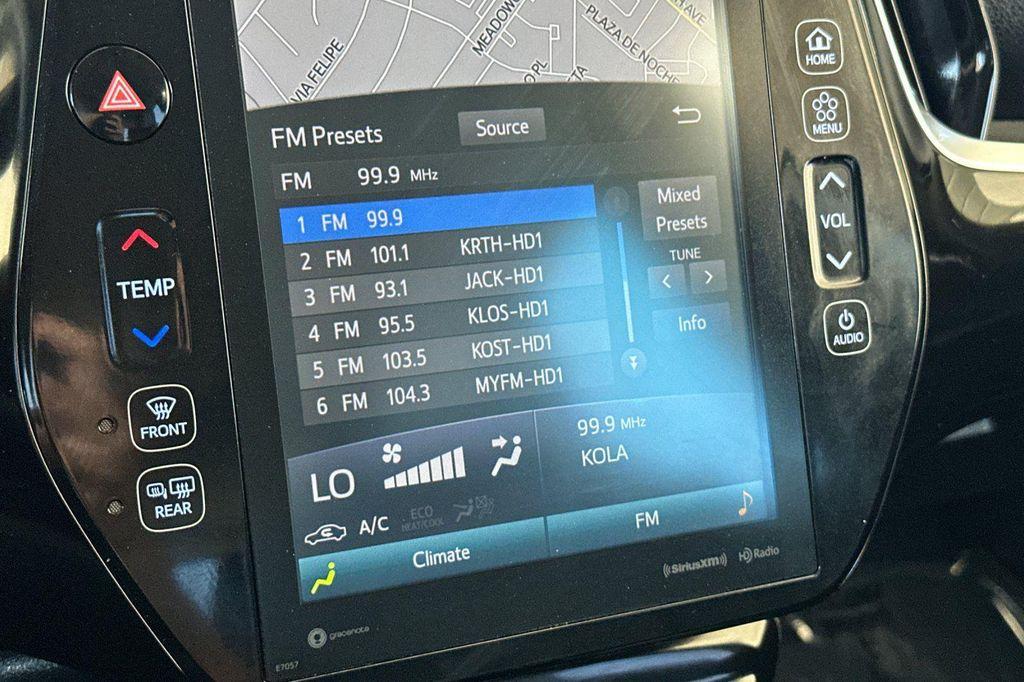 VIA FELIPE
MEADOW
PLAZA DE NOCHE
AVE
PL
HOME
MENU
VOL
AUDIO
TEMP
FRONT
REAR
FM Presets
Source
FM 99.9 MHz
1 FM 99.9
2 FM 101.1 KRTH-HD1
3 FM 93.1 JACK-HD1
4 FM 95.5 KLOS-HD1
5 FM 103.5 KOST-HD1
6 FM 104.3 MYFM-HD1
Mixed
Presets
TUNE
< >
Info
LO
A/C
ECO
HEAT/COOL
99.9 MHz
KOLA
Climate
FM
SiriusXM
HD Radio
gracenote
E7057